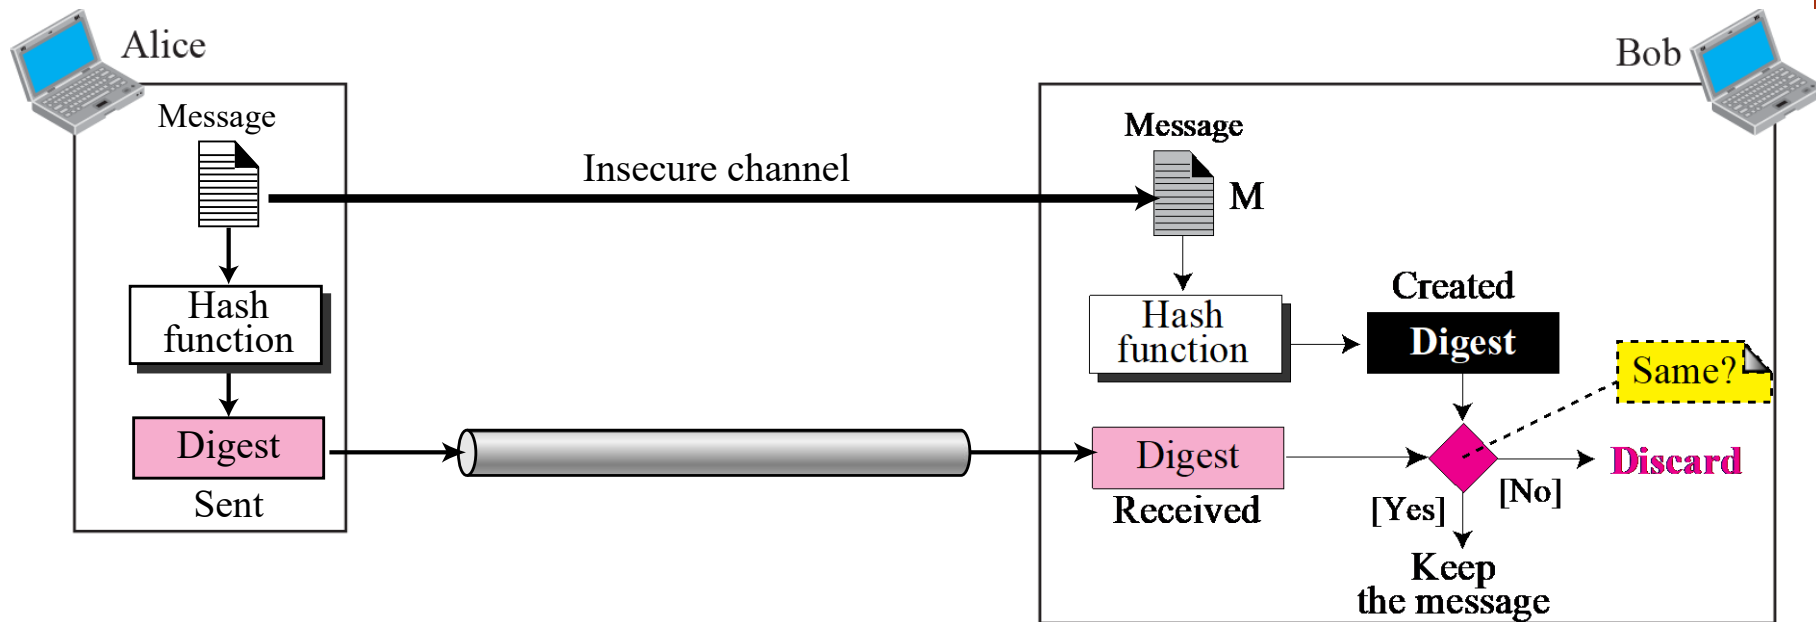 Alice
Message
Hash
function
Digest
Sent
Insecure channel
Bob
Message
M
Hash
function
Created
Digest
Same?
Digest
Received
[Yes]
[No]
Discard
Keep
the message